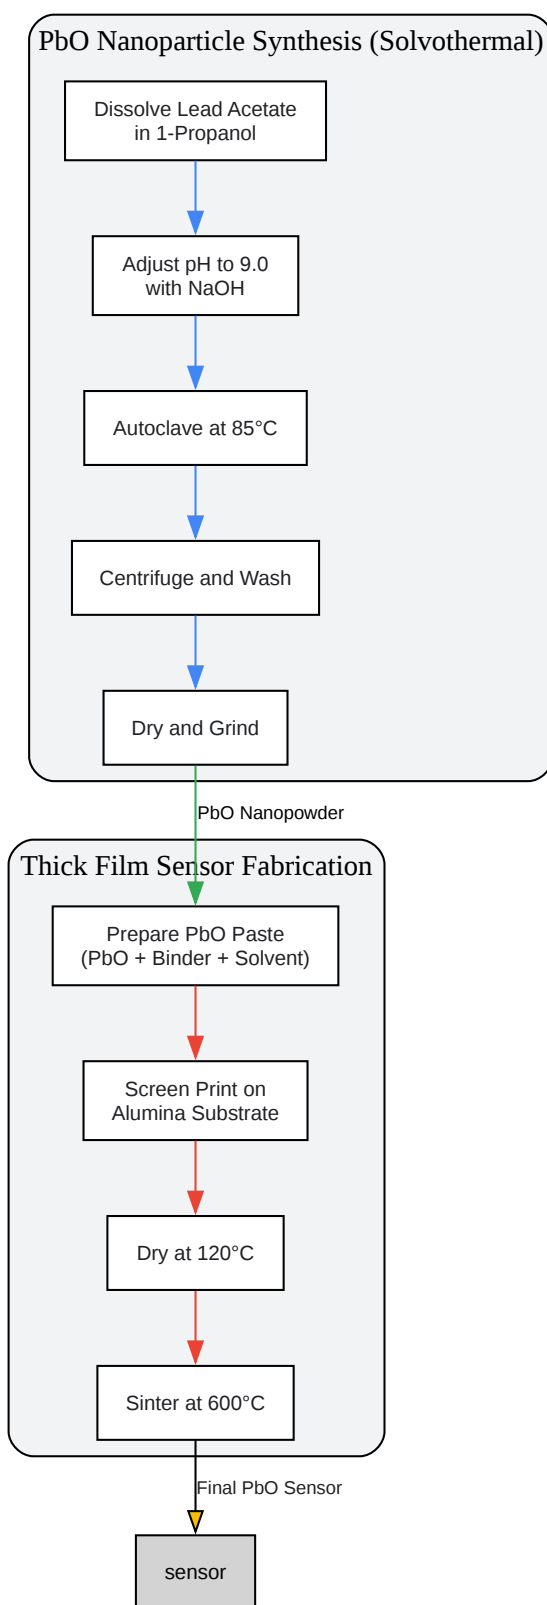 PbO Nanoparticle Synthesis (Solvothermal)
Dissolve Lead Acetate
in 1-Propanol
Adjust pH to 9.0
with NaOH
Autoclave at 85°C
Centrifuge and Wash
Dry and Grind
PbO Nanopowder
Thick Film Sensor Fabrication
Prepare PbO Paste
(PbO + Binder + Solvent)
Screen Print on
Alumina Substrate
Dry at 120°C
Sinter at 600°C
Final PbO Sensor
sensor